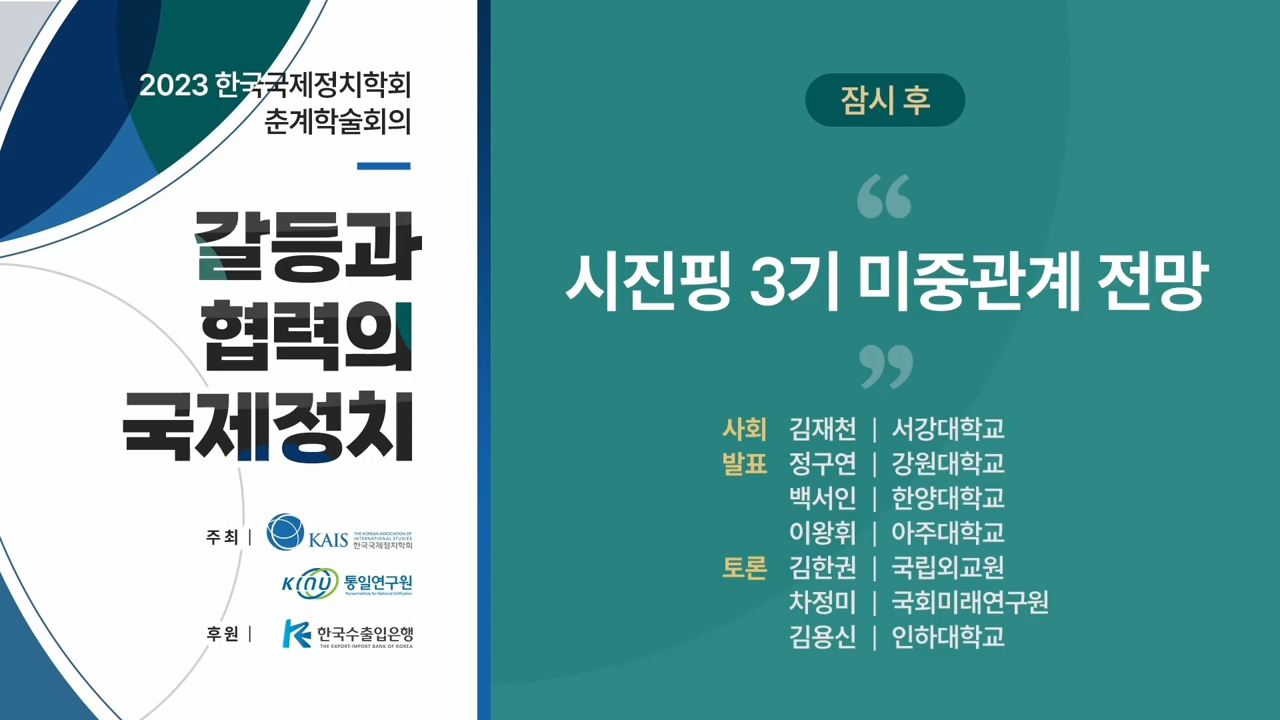 2023 한국국제정치학회
춘계학술회의
갈등과
협력의
국제정치
주최 | KAIS THE KOREAN ASSOCIATION OF
INTERNATIONAL STUDIES
한국국제정치학회
KINU 통일연구원
Korea Institute for National Unification
후원 | 한국수출입은행
THE EXPORT-IMPORT BANK OF KOREA
잠시 후
“
시진핑 3기 미중관계 전망
”
사회 김재천 | 서강대학교
발표 정구연 | 강원대학교
백서인 | 한양대학교
이왕휘 | 아주대학교
토론 김한권 | 국립외교원
차정미 | 국회미래연구원
김용신 | 인하대학교